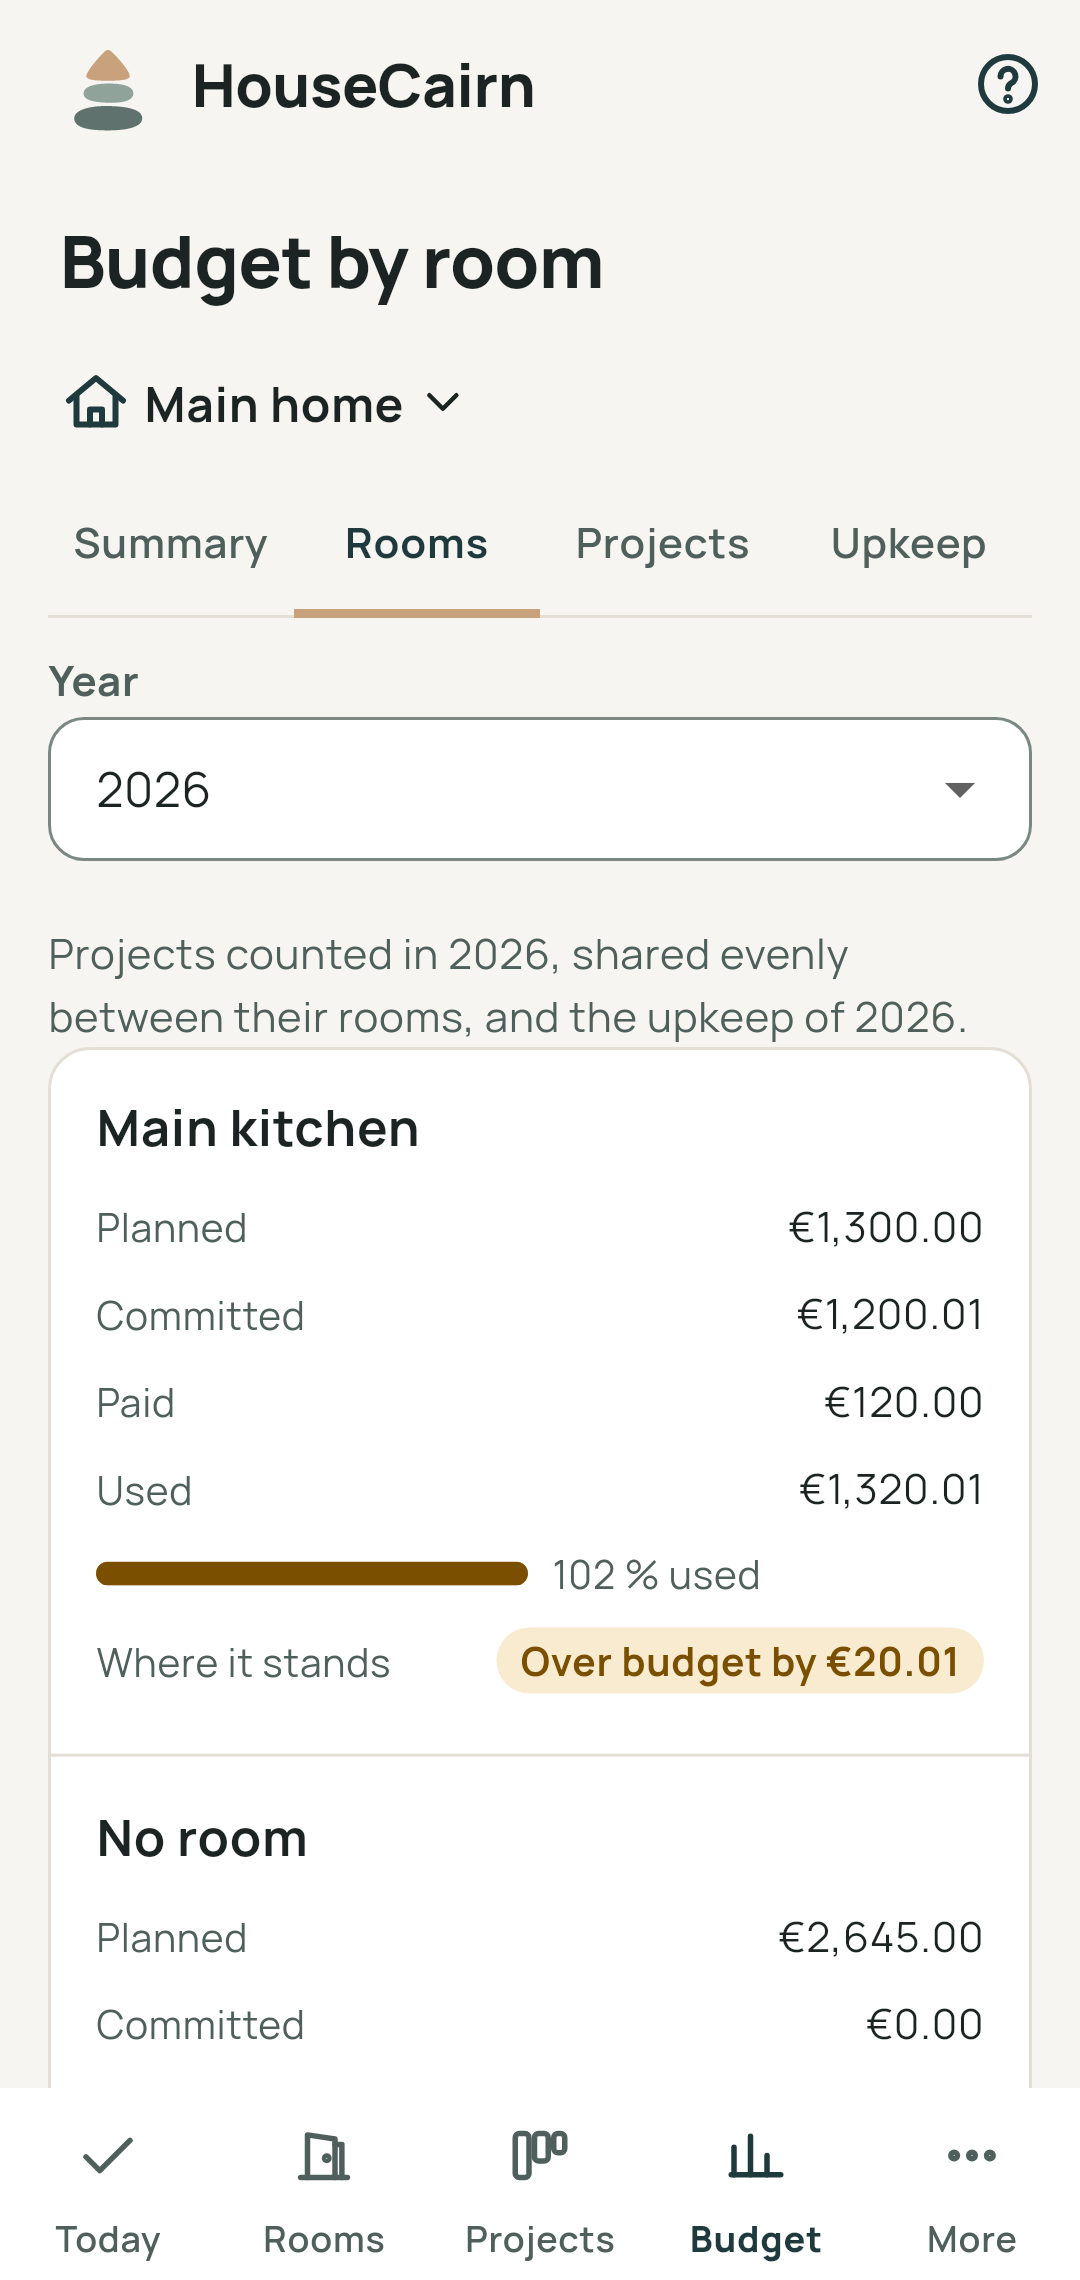 HouseCairn
Budget by room
Main home
Summary Rooms Projects Upkeep
Year
2026
Projects counted in 2026, shared evenly
between their rooms, and the upkeep of 2026.
Main kitchen
Planned €1,300.00
Committed €1,200.01
Paid €120.00
Used €1,320.01
102 % used
Where it stands Over budget by €20.01
No room
Planned €2,645.00
Committed €0.00
Today Rooms Projects Budget More